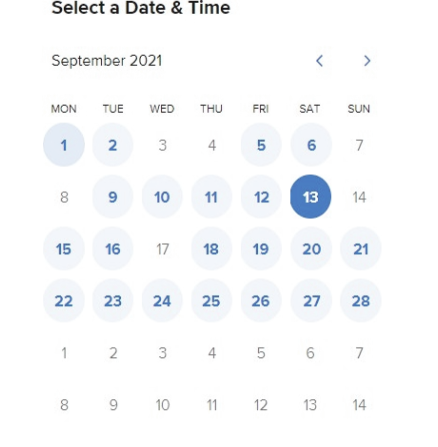 Select a Date & Time
September 2021
MON TUE WED THU FRI SAT SUN
1 2 3 4 5 6 7
8 9 10 11 12 13 14
15 16 17 18 19 20 21
22 23 24 25 26 27 28
1 2 3 4 5 6 7
8 9 10 11 12 13 14